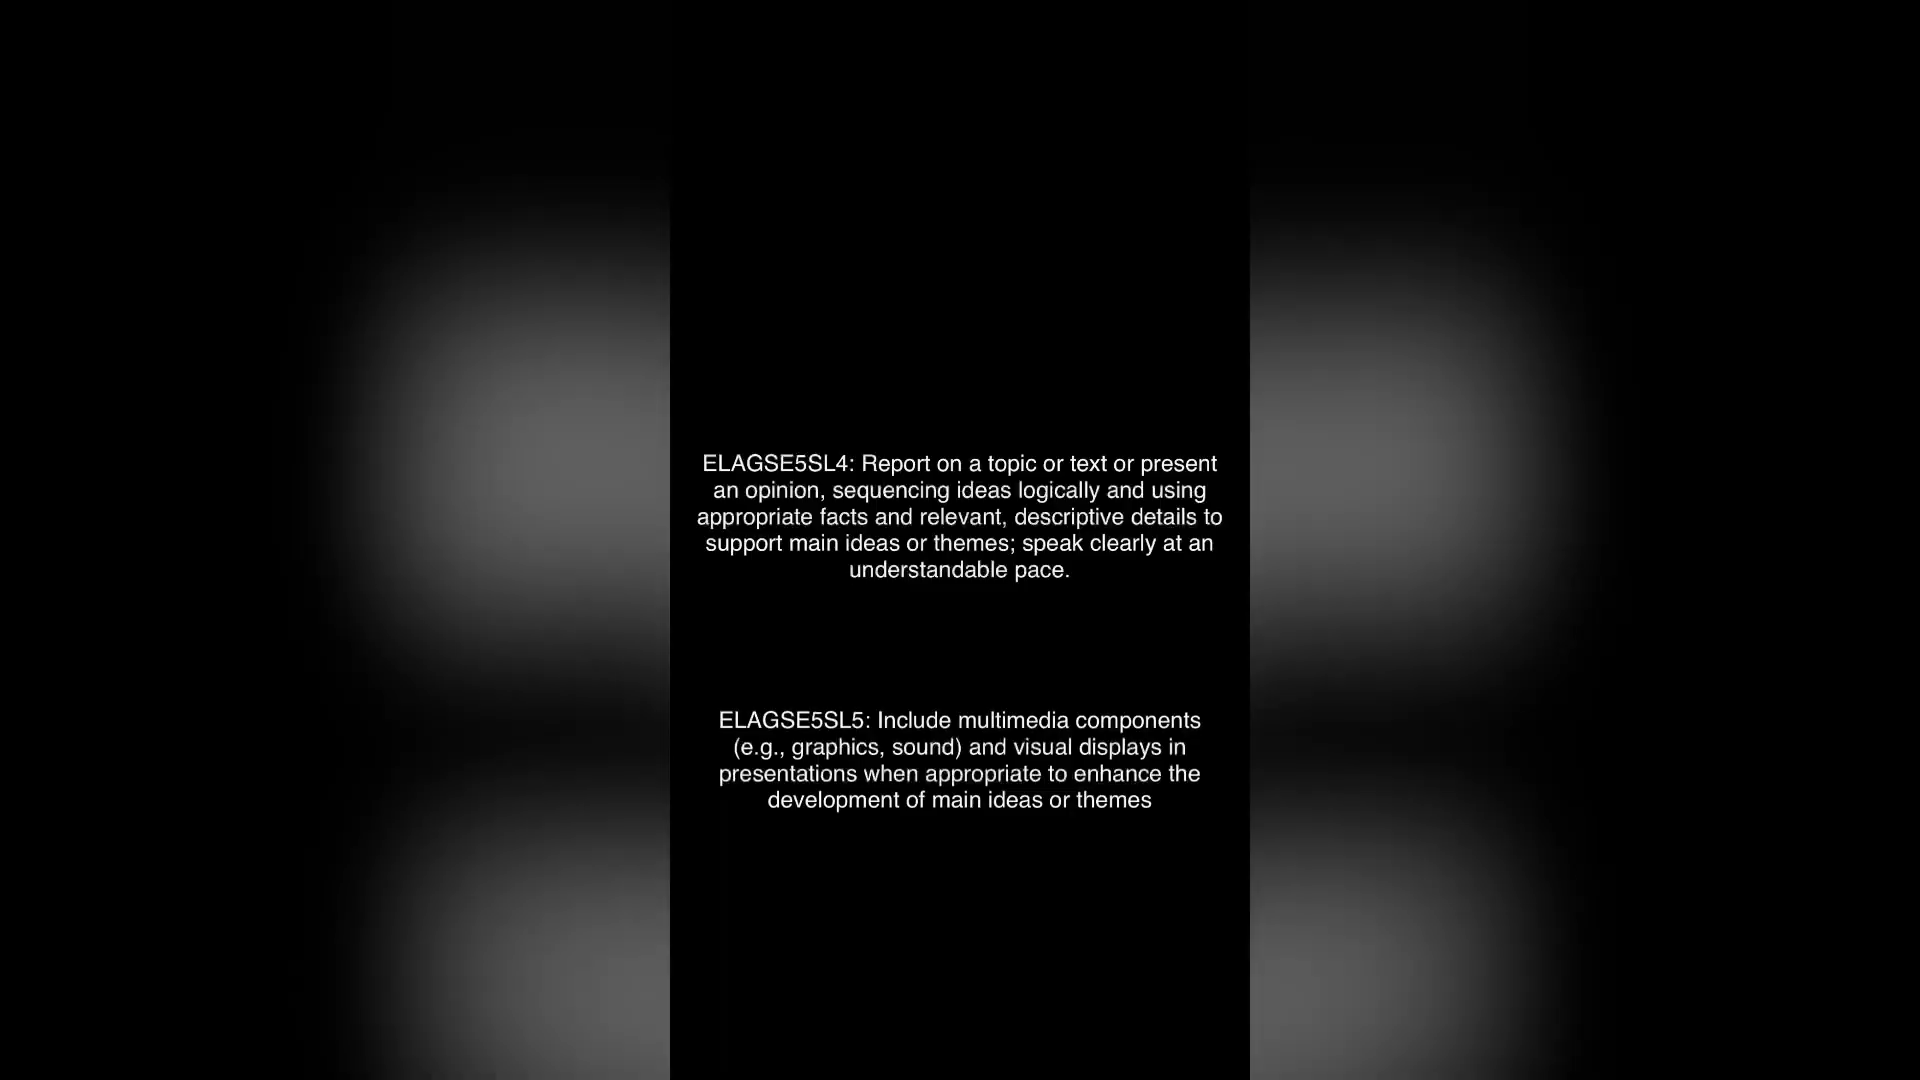 ELAGSE5SL4: Report on a topic or text or present
an opinion, sequencing ideas logically and using
appropriate facts and relevant, descriptive details to
support main ideas or themes; speak clearly at an
understandable pace.
ELAGSE5SL5: Include multimedia components
(e.g., graphics, sound) and visual displays in
presentations when appropriate to enhance the
development of main ideas or themes